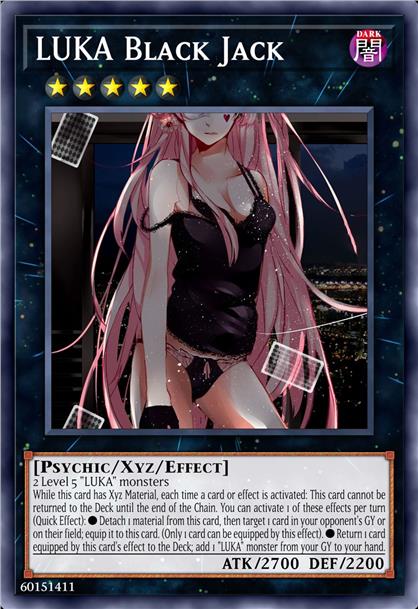 LUKA Black Jack
DARK
闇
[Psychic/Xyz/Effect]
2 Level 5 "LUKA" monsters
While this card has Xyz Material, each time a card or effect is activated: This card cannot be
returned to the Deck until the end of the Chain. You can activate 1 of these effects per turn
(Quick Effect): ●Detach 1 material from this card, then target 1 card in your opponent's GY or
on their field; equip it to this card. (Only 1 card can be equipped by this effect). ●Return 1 card
equipped by this card's effect to the Deck; add 1 "LUKA" monster from your GY to your hand.
ATK/2700 DEF/2200
60151411